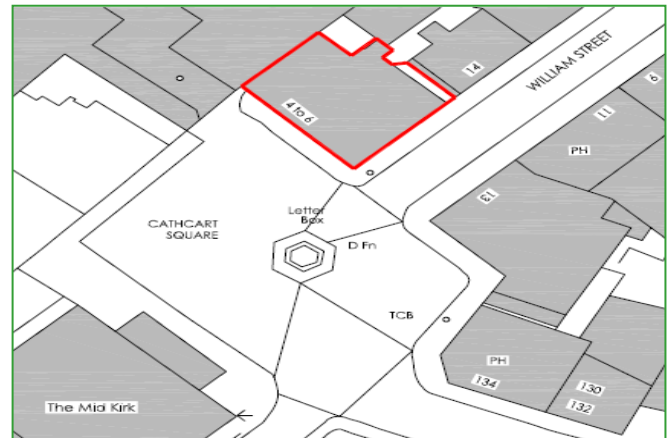 14
WILLIAM STREET
6
11
4 to 6
PH
13
Letter
Box
CATHCART
SQUARE
D Fn
TCB
PH
134
130
132
The Mid Kirk